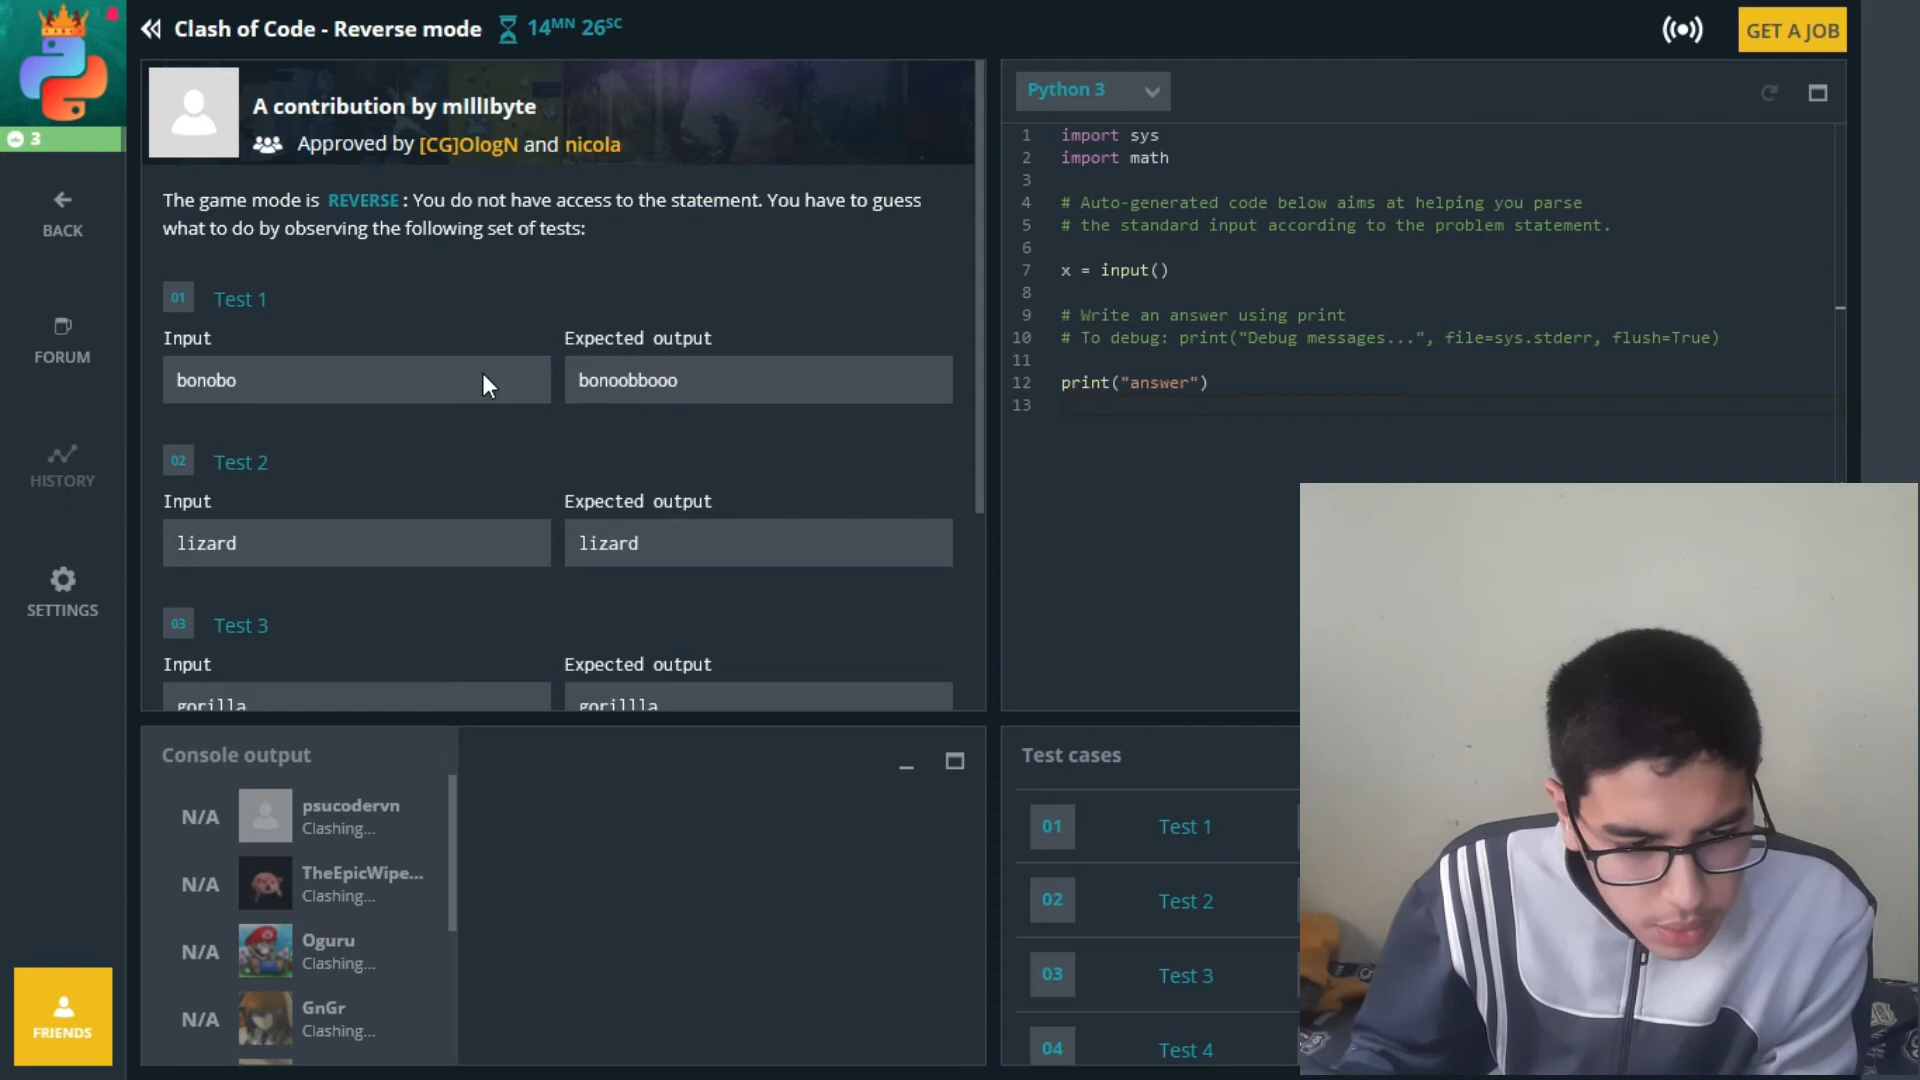 Clash of Code - Reverse mode
14MN 26SC
GET A JOB
3
BACK
FORUM
HISTORY
SETTINGS
FRIENDS
A contribution by mIllIbyte
Approved by [CG]OlogN and nicola
The game mode is REVERSE : You do not have access to the statement. You have to guess
what to do by observing the following set of tests:
01 Test 1
Input Expected output
bonobo bonoobbooo
02 Test 2
Input Expected output
lizard lizard
03 Test 3
Input Expected output
gorilla gorillla
Console output
N/A psucodervn
Clashing...
N/A TheEpicWipe...
Clashing...
N/A Oguru
Clashing...
N/A GnGr
Clashing...
Python 3
1 import sys
2 import math
3
4 # Auto-generated code below aims at helping you parse
5 # the standard input according to the problem statement.
6
7 x = input()
8
9 # Write an answer using print
10 # To debug: print("Debug messages...", file=sys.stderr, flush=True)
11
12 print("answer")
13
Test cases
01 Test 1
02 Test 2
03 Test 3
04 Test 4